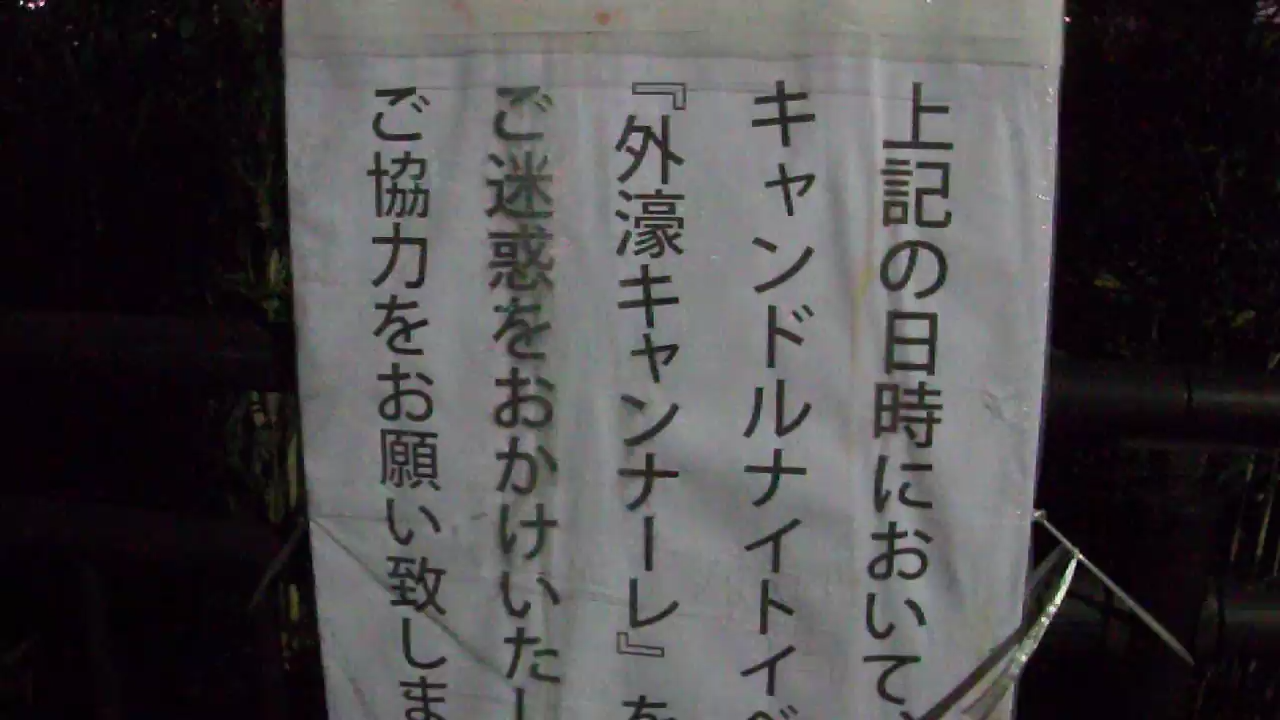 上記の日時において、
キャンドルナイトイベ
『外濠キャンナーレ』を
ご迷惑をおかけいたし
ご協力をお願い致しま